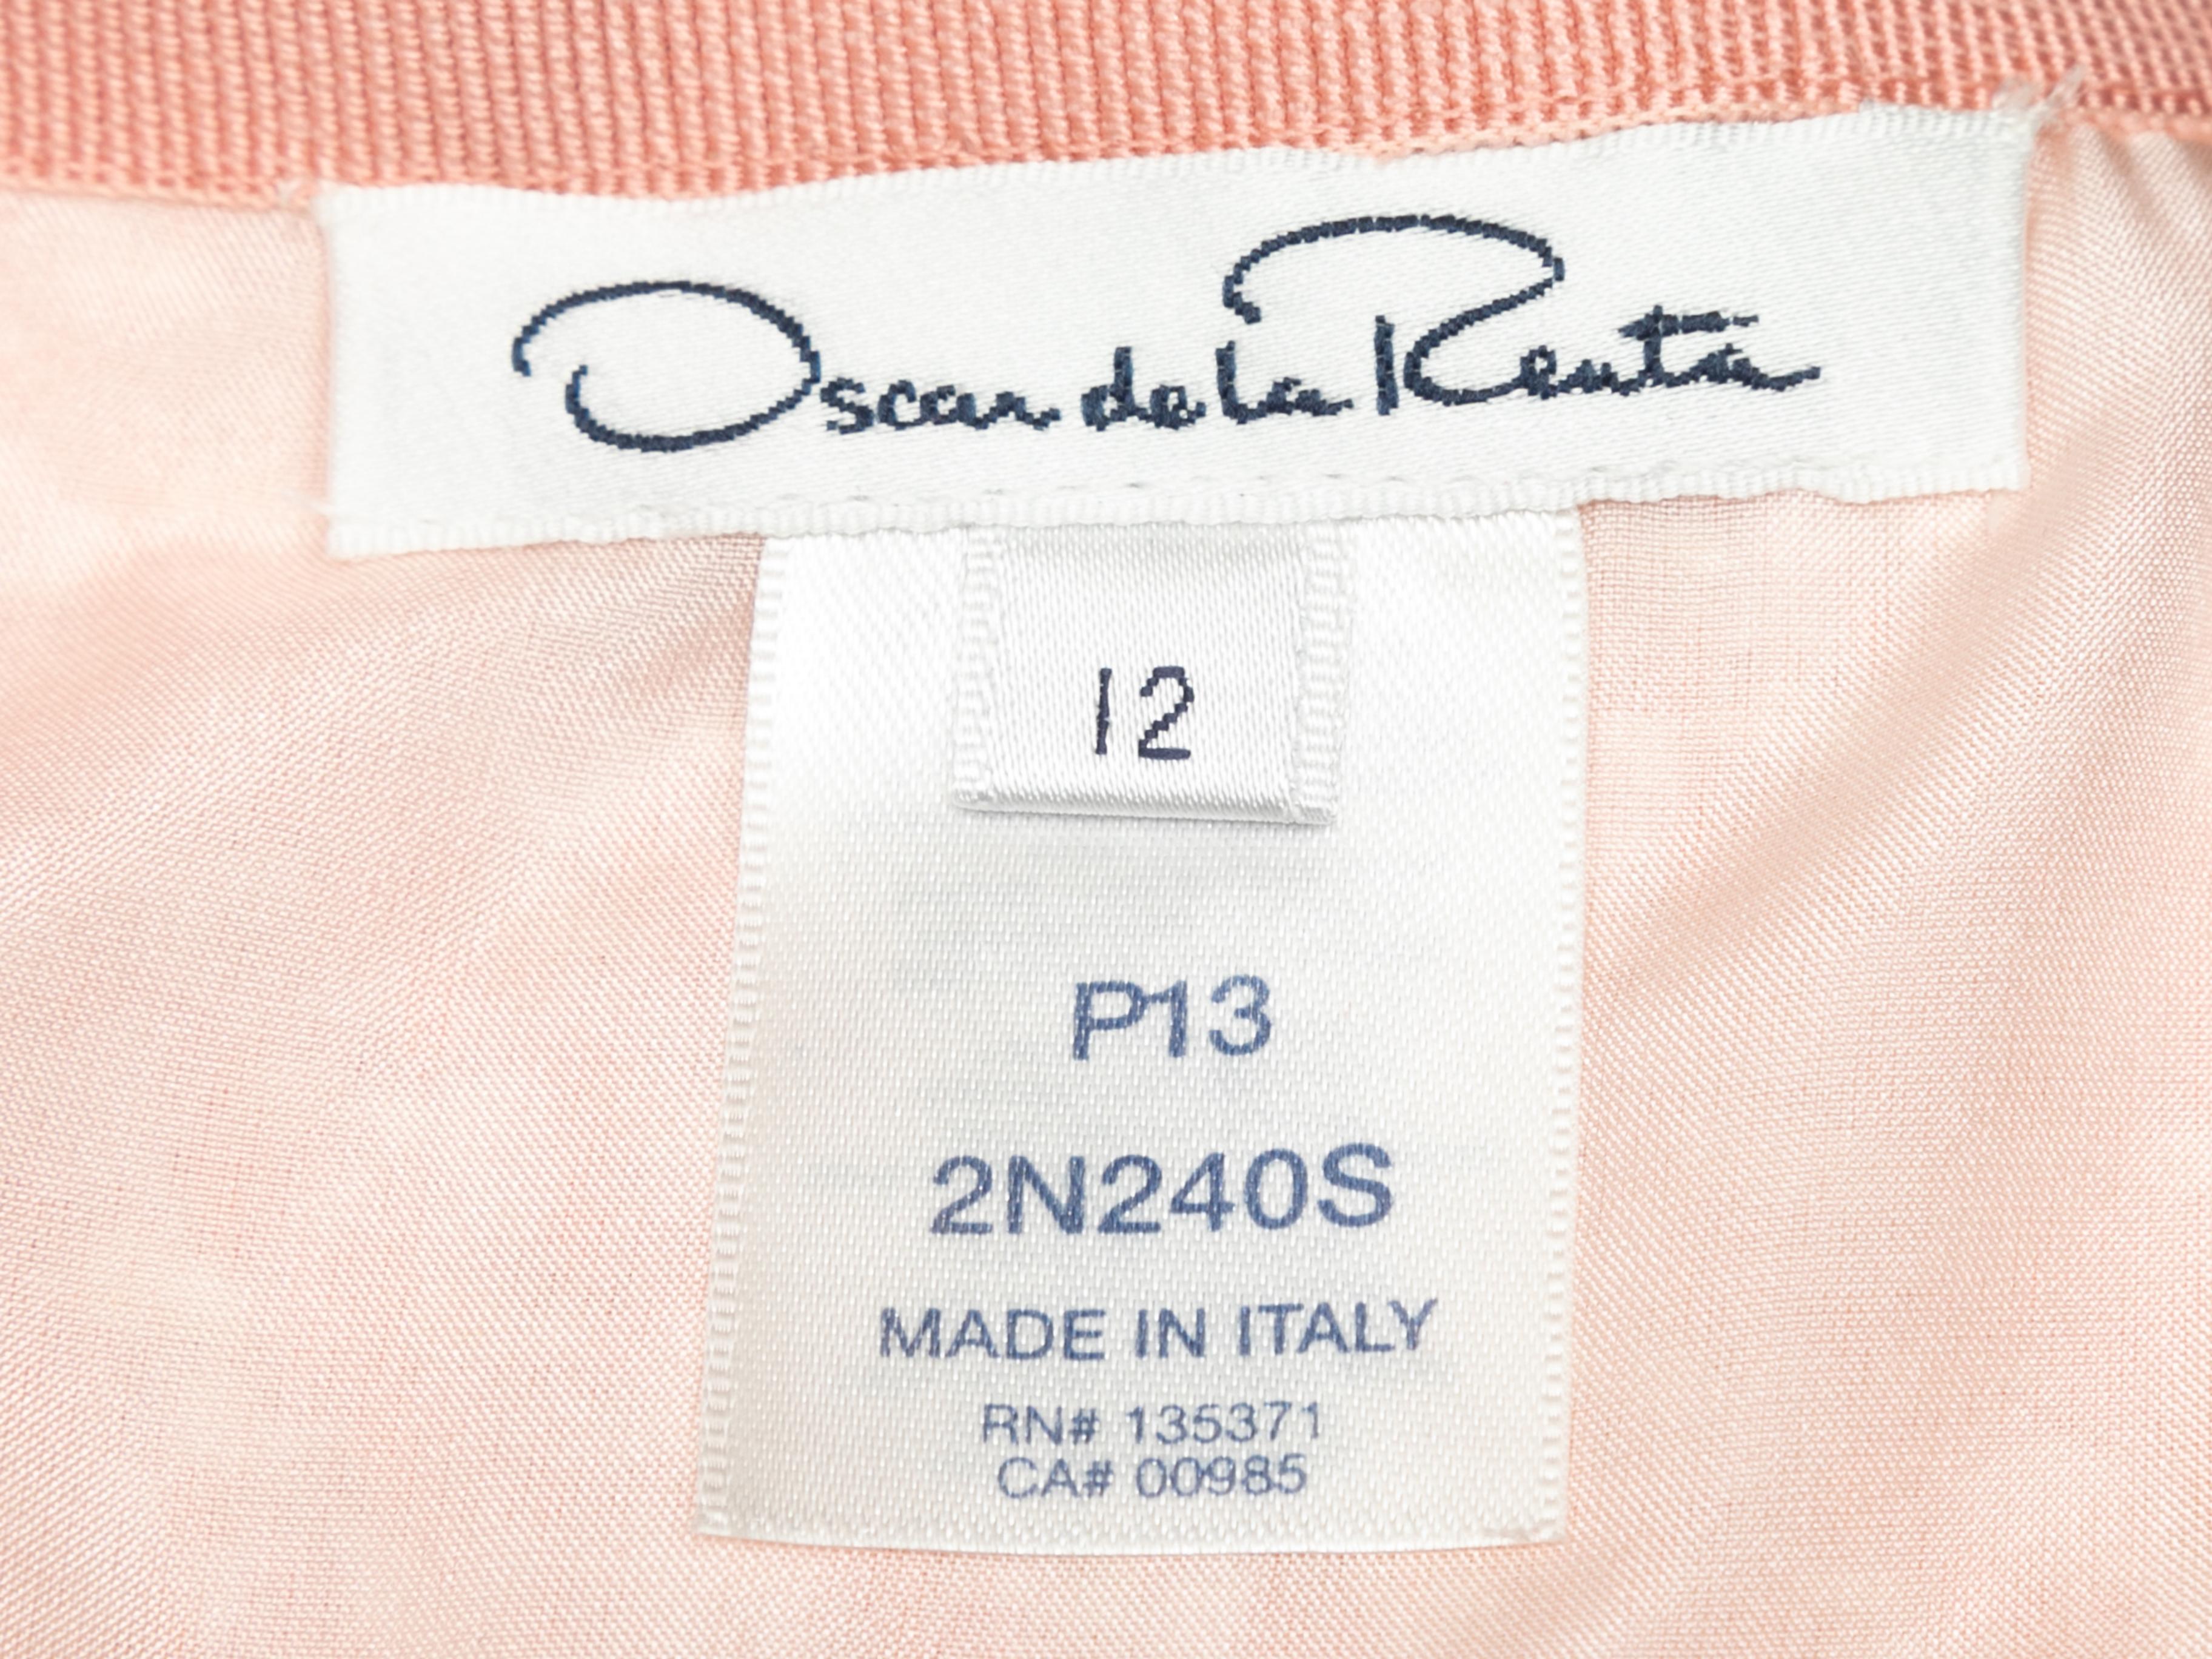 Oscar de la Renta
12
P13
2N240S
MADE IN ITALY
RN# 135371
CA# 00985